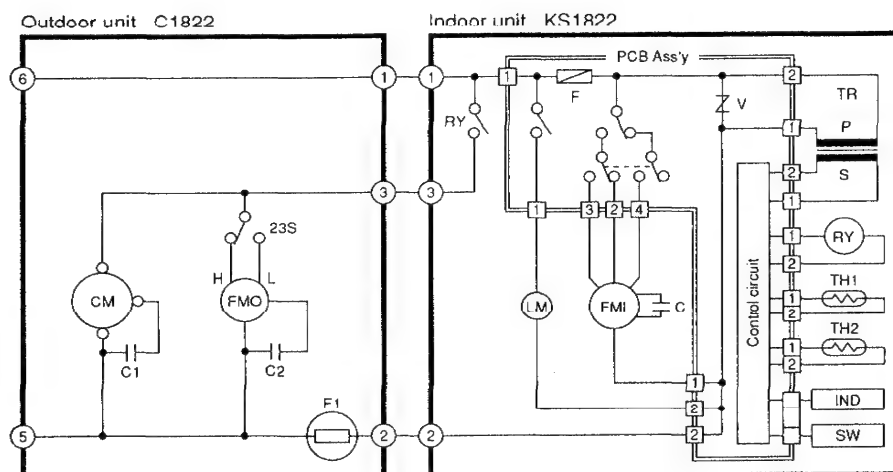 Outdoor unit C1822
Indoor unit KS1822
PCB Ass'y
6 1 1 1 2
F
RY
V
TR
1
P
2
S
3 3
1
1 3 2 4
23S
H L
1
RY
2
CM
FMO
LM
FMI
C
Control circuit
TH1
1
2
TH2
1
2
C1 C2
1
IND
F1
2
5 2 2 2
SW